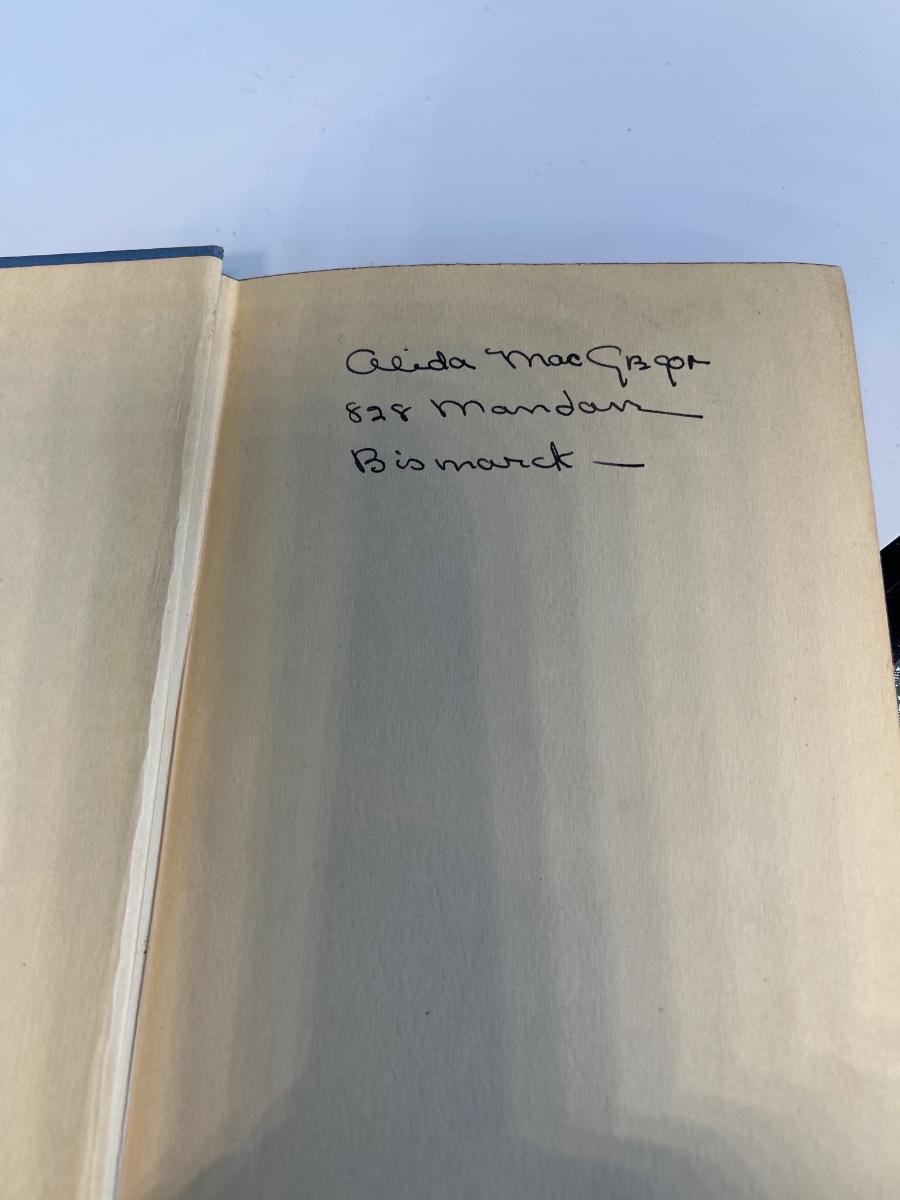 Alida MacGregor
828 Mandan
Bismarck —